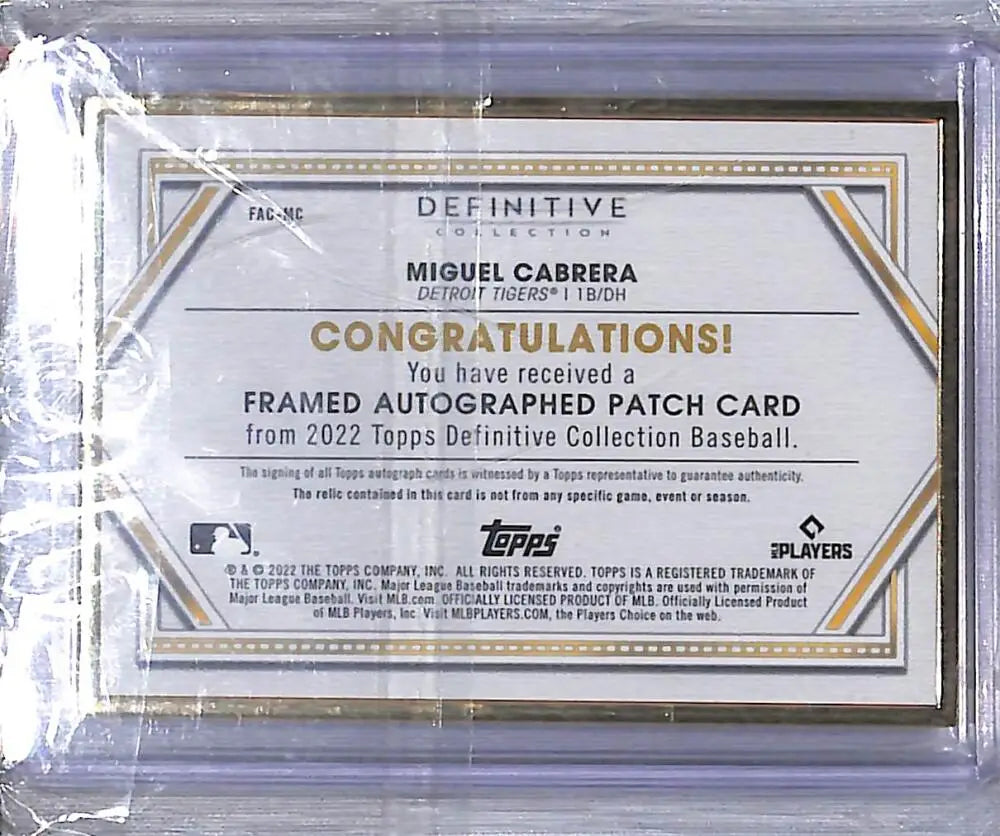 FAC-MC
DEFINITIVE
COLLECTION
MIGUEL CABRERA
DETROIT TIGERS® | 1B/DH
CONGRATULATIONS!
You have received a
FRAMED AUTOGRAPHED PATCH CARD
from 2022 Topps Definitive Collection Baseball.
The signing of all Topps autograph cards is witnessed by a Topps representative to guarantee authenticity.
The relic contained in this card is not from any specific game, event or season.
topps
MLB PLAYERS
® & © 2022 THE TOPPS COMPANY, INC. ALL RIGHTS RESERVED. TOPPS IS A REGISTERED TRADEMARK OF
THE TOPPS COMPANY, INC. Major League Baseball trademarks and copyrights are used with permission of
Major League Baseball. Visit MLB.com. OFFICIALLY LICENSED PRODUCT OF MLB. Officially Licensed Product
of MLB Players, Inc. Visit MLBPLAYERS.COM, the Players Choice on the web.